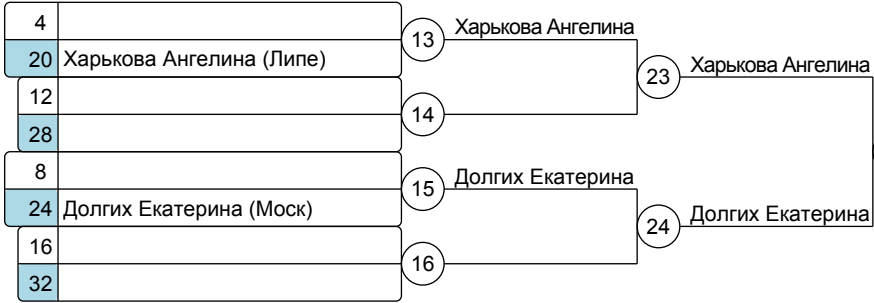 4
20 Харькова Ангелина (Липе)
12
28
8
24 Долгих Екатерина (Моск)
16
32
13 Харькова Ангелина
14
15 Долгих Екатерина
16
23 Харькова Ангелина
24 Долгих Екатерина